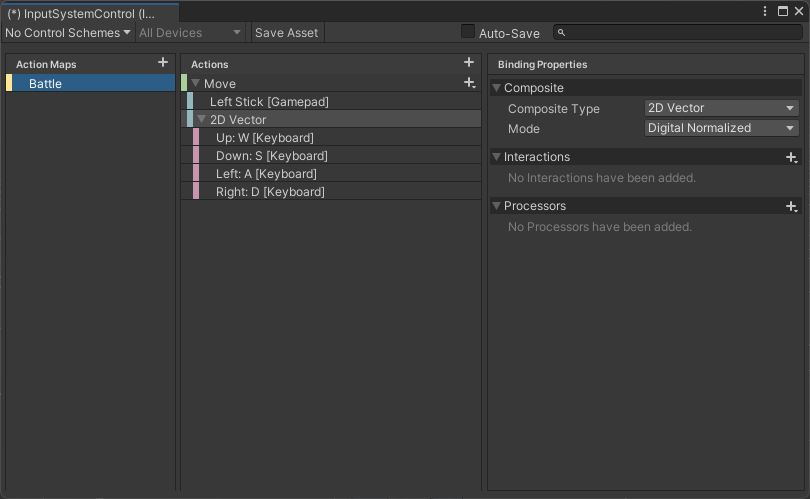 (*) InputSystemControl (I...
No Control Schemes All Devices Save Asset Auto-Save
Action Maps
Battle
Actions
Move
Left Stick [Gamepad]
2D Vector
Up: W [Keyboard]
Down: S [Keyboard]
Left: A [Keyboard]
Right: D [Keyboard]
Binding Properties
Composite
Composite Type 2D Vector
Mode Digital Normalized
Interactions
No Interactions have been added.
Processors
No Processors have been added.